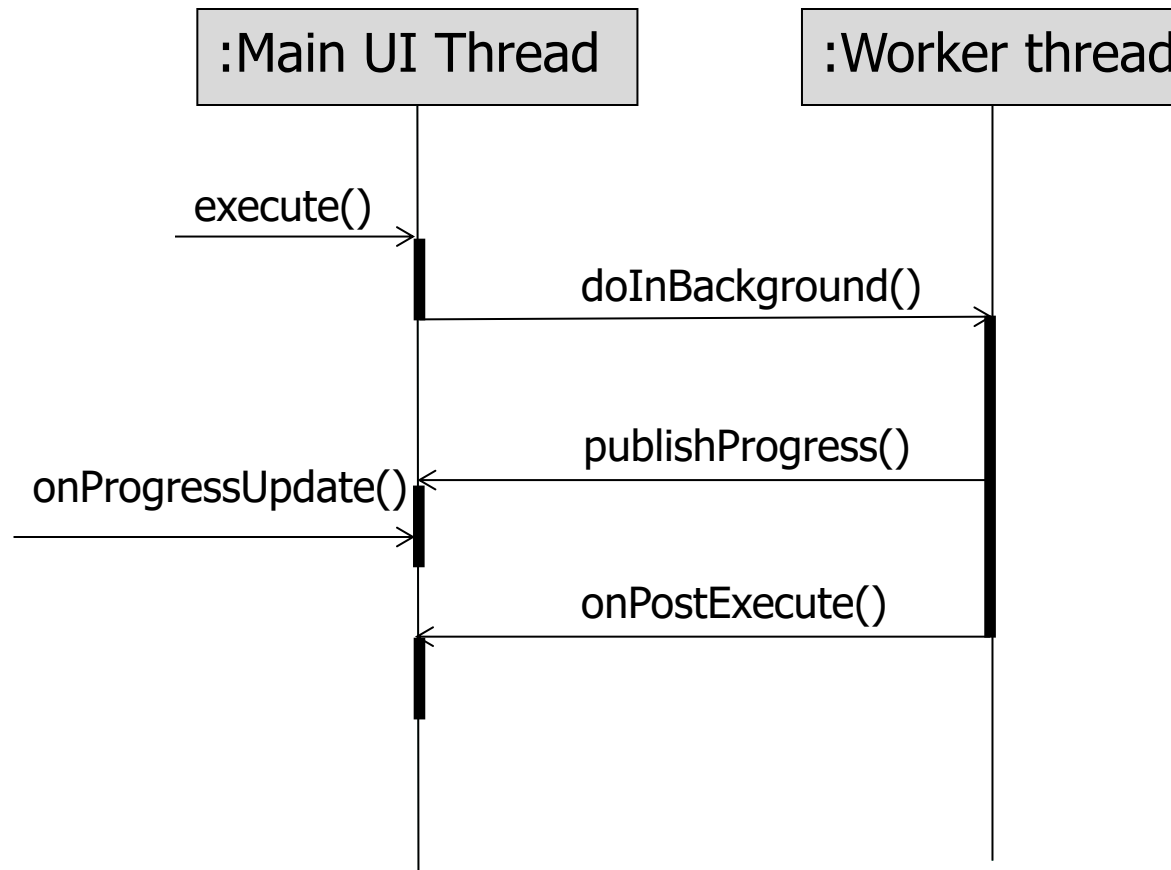 :Main UI Thread
:Worker thread
execute()
doInBackground()
publishProgress()
onProgressUpdate()
onPostExecute()